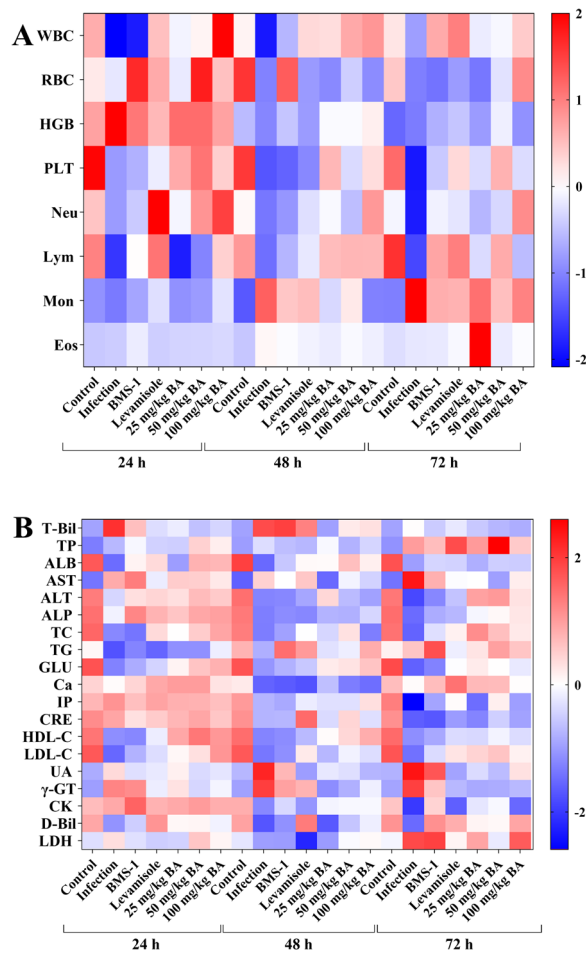 A
WBC
RBC
HGB
PLT
Neu
Lym
Mon
Eos
2
1
0
-1
-2
Control
Infection
BMS-1
Levamisole
25 mg/kg BA
50 mg/kg BA
100 mg/kg BA
Control
Infection
BMS-1
Levamisole
25 mg/kg BA
50 mg/kg BA
100 mg/kg BA
Control
Infection
BMS-1
Levamisole
25 mg/kg BA
50 mg/kg BA
100 mg/kg BA
24 h
48 h
72 h
B
T-Bil
TP
ALB
AST
ALT
ALP
TC
TG
GLU
Ca
IP
CRE
HDL-C
LDL-C
UA
γ-GT
CK
D-Bil
LDH
2
1
0
-1
-2
Control
Infection
BMS-1
Levamisole
25 mg/kg BA
50 mg/kg BA
100 mg/kg BA
Control
Infection
BMS-1
Levamisole
25 mg/kg BA
50 mg/kg BA
100 mg/kg BA
Control
Infection
BMS-1
Levamisole
25 mg/kg BA
50 mg/kg BA
100 mg/kg BA
24 h
48 h
72 h